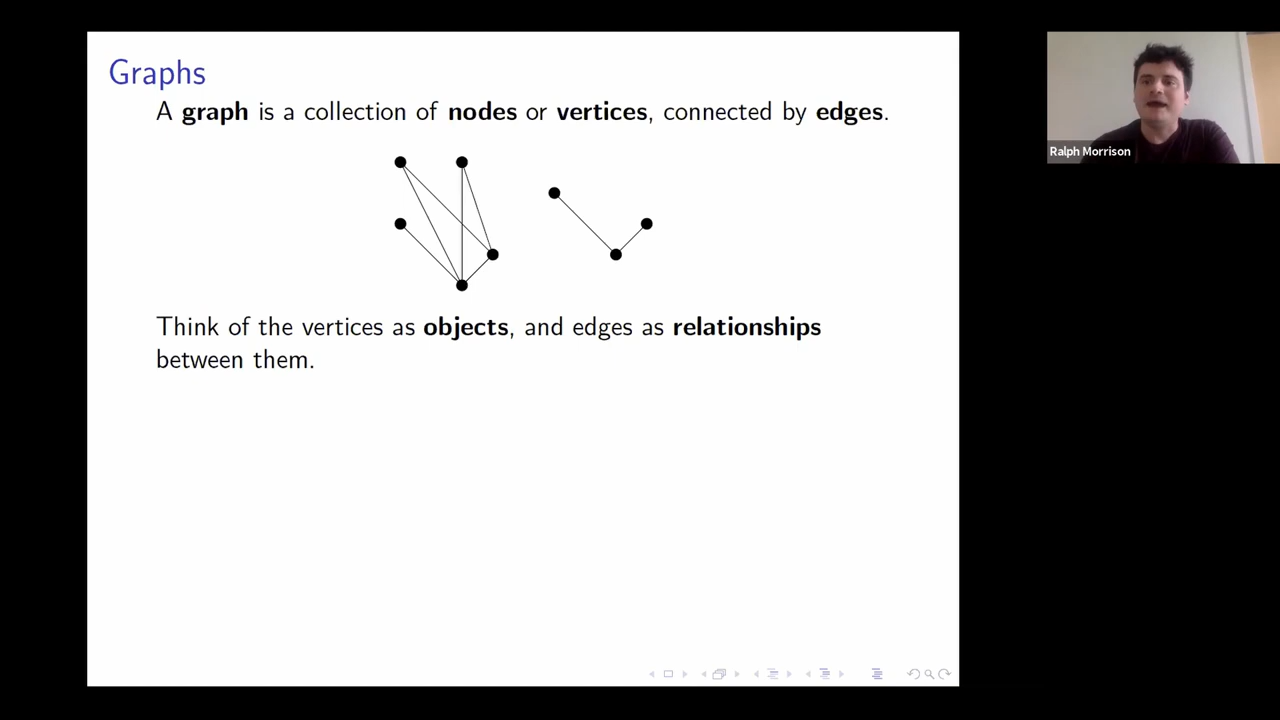 Graphs
A graph is a collection of nodes or vertices, connected by edges.
Think of the vertices as objects, and edges as relationships
between them.
Ralph Morrison